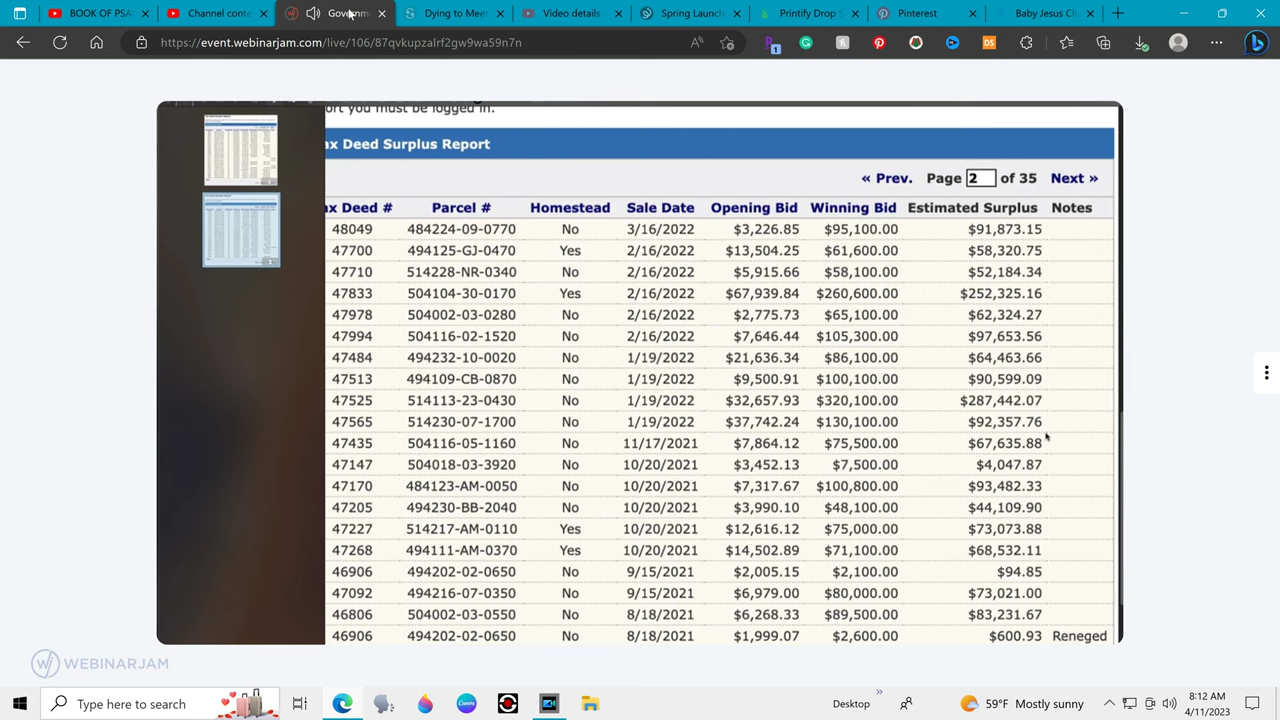 BOOK OF PSA
Channel conte
Governm
Dying to Meet
Video details
Spring Launch
Printify Drop S
Pinterest
Baby Jesus Cli
https://event.webinarjam.com/live/106/87qvkupzalrf2gw9wa59n7n
ort you must be logged in.
ax Deed Surplus Report
« Prev. Page 2 of 35 Next »
ax Deed # Parcel # Homestead Sale Date Opening Bid Winning Bid Estimated Surplus Notes
48049 484224-09-0770 No 3/16/2022 $3,226.85 $95,100.00 $91,873.15
47700 494125-GJ-0470 Yes 2/16/2022 $13,504.25 $61,600.00 $58,320.75
47710 514228-NR-0340 No 2/16/2022 $5,915.66 $58,100.00 $52,184.34
47833 504104-30-0170 Yes 2/16/2022 $67,939.84 $260,600.00 $252,325.16
47978 504002-03-0280 No 2/16/2022 $2,775.73 $65,100.00 $62,324.27
47994 504116-02-1520 No 2/16/2022 $7,646.44 $105,300.00 $97,653.56
47484 494232-10-0020 No 1/19/2022 $21,636.34 $86,100.00 $64,463.66
47513 494109-CB-0870 No 1/19/2022 $9,500.91 $100,100.00 $90,599.09
47525 514113-23-0430 No 1/19/2022 $32,657.93 $320,100.00 $287,442.07
47565 514230-07-1700 No 1/19/2022 $37,742.24 $130,100.00 $92,357.76
47435 504116-05-1160 No 11/17/2021 $7,864.12 $75,500.00 $67,635.88
47147 504018-03-3920 No 10/20/2021 $3,452.13 $7,500.00 $4,047.87
47170 484123-AM-0050 No 10/20/2021 $7,317.67 $100,800.00 $93,482.33
47205 494230-BB-2040 No 10/20/2021 $3,990.10 $48,100.00 $44,109.90
47227 514217-AM-0110 Yes 10/20/2021 $12,616.12 $75,000.00 $73,073.88
47268 494111-AM-0370 Yes 10/20/2021 $14,502.89 $71,100.00 $68,532.11
46906 494202-02-0650 No 9/15/2021 $2,005.15 $2,100.00 $94.85
47092 494216-07-0350 No 9/15/2021 $6,979.00 $80,000.00 $73,021.00
46806 504002-03-0550 No 8/18/2021 $6,268.33 $89,500.00 $83,231.67
46906 494202-02-0650 No 8/18/2021 $1,999.07 $2,600.00 $600.93 Reneged
WEBINARJAM
Type here to search
Desktop
59°F Mostly sunny
8:12 AM
4/11/2023